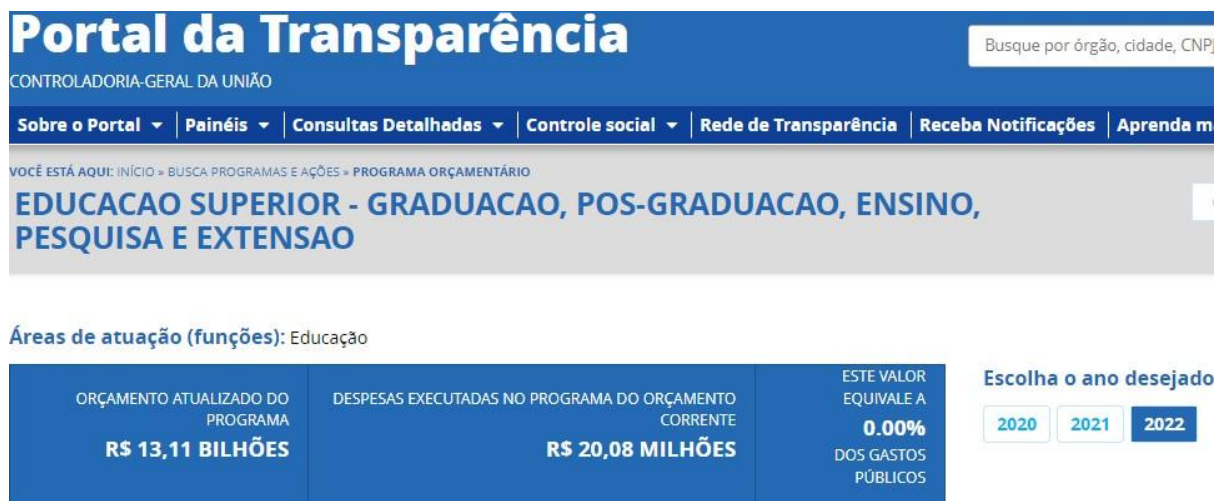 Portal da Transparência
Busque por órgão, cidade, CNPJ
CONTROLADORIA-GERAL DA UNIÃO
Sobre o Portal Painéis Consultas Detalhadas Controle social Rede de Transparência Receba Notificações Aprenda
VOCÊ ESTÁ AQUI: INÍCIO » BUSCA PROGRAMAS E AÇÕES » PROGRAMA ORÇAMENTÁRIO
EDUCACAO SUPERIOR - GRADUACAO, POS-GRADUACAO, ENSINO,
PESQUISA E EXTENSAO
Áreas de atuação (funções): Educação
ORÇAMENTO ATUALIZADO DO
PROGRAMA
R$ 13,11 BILHÕES
DESPESAS EXECUTADAS NO PROGRAMA DO ORÇAMENTO
CORRENTE
R$ 20,08 MILHÕES
ESTE VALOR
EQUIVALE A
0.00%
DOS GASTOS
PÚBLICOS
Escolha o ano desejado
2020 2021 2022